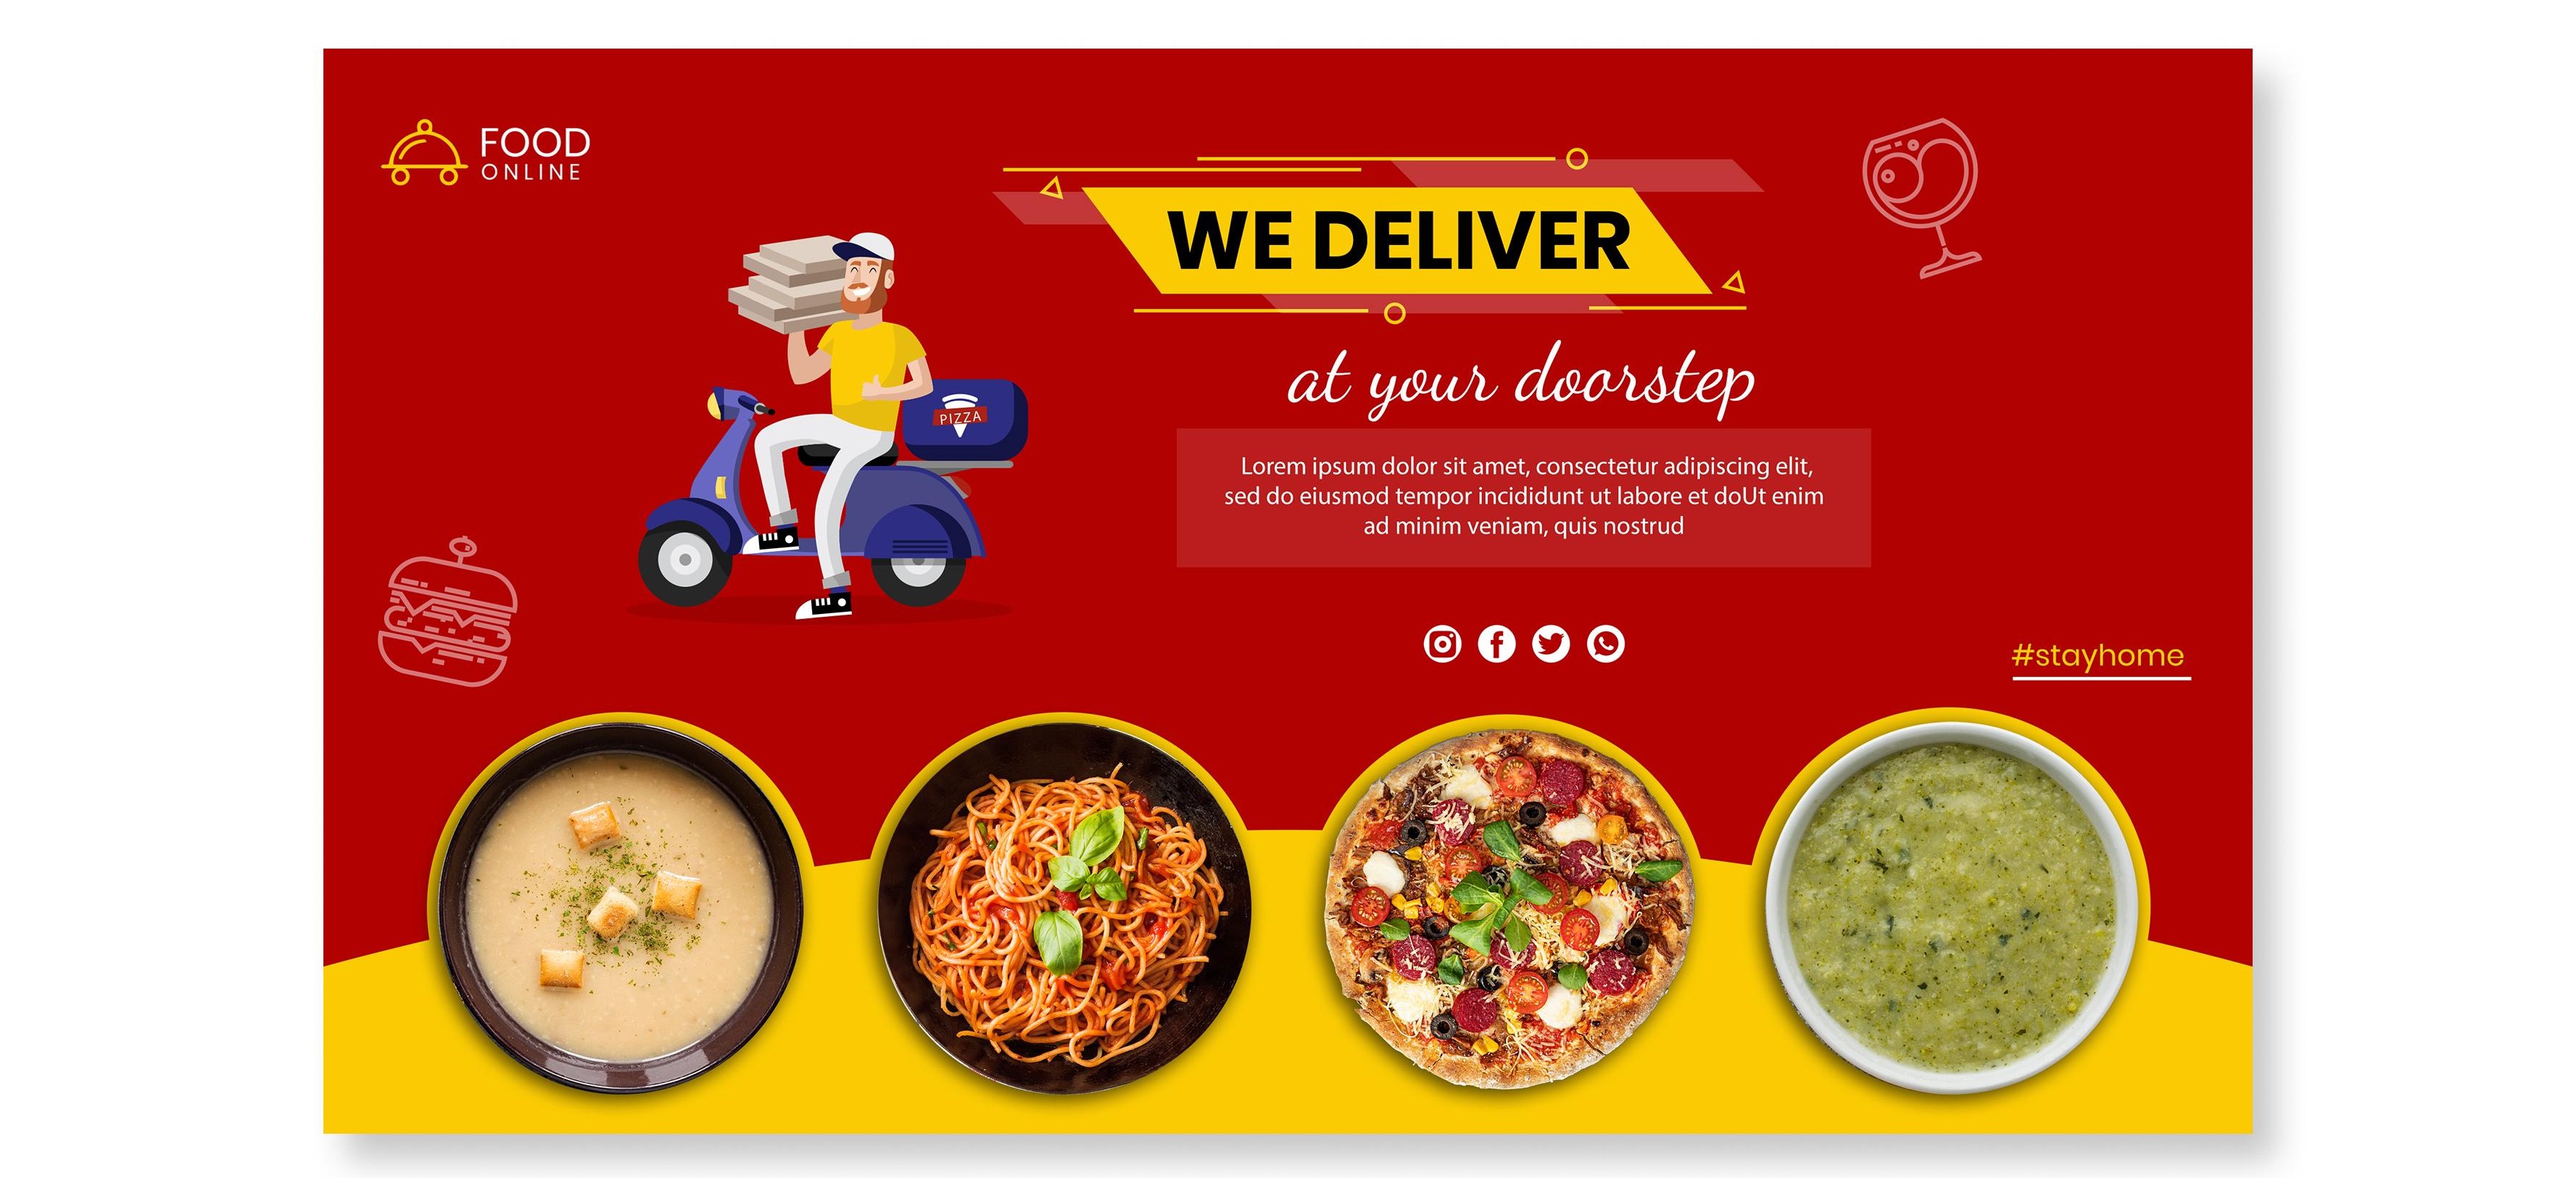 FOOD
ONLINE
WE DELIVER
at your doorstep
PIZZA
Lorem ipsum dolor sit amet, consectetur adipiscing elit,
sed do eiusmod tempor incididunt ut labore et doUt enim
ad minim veniam, quis nostrud
#stayhome